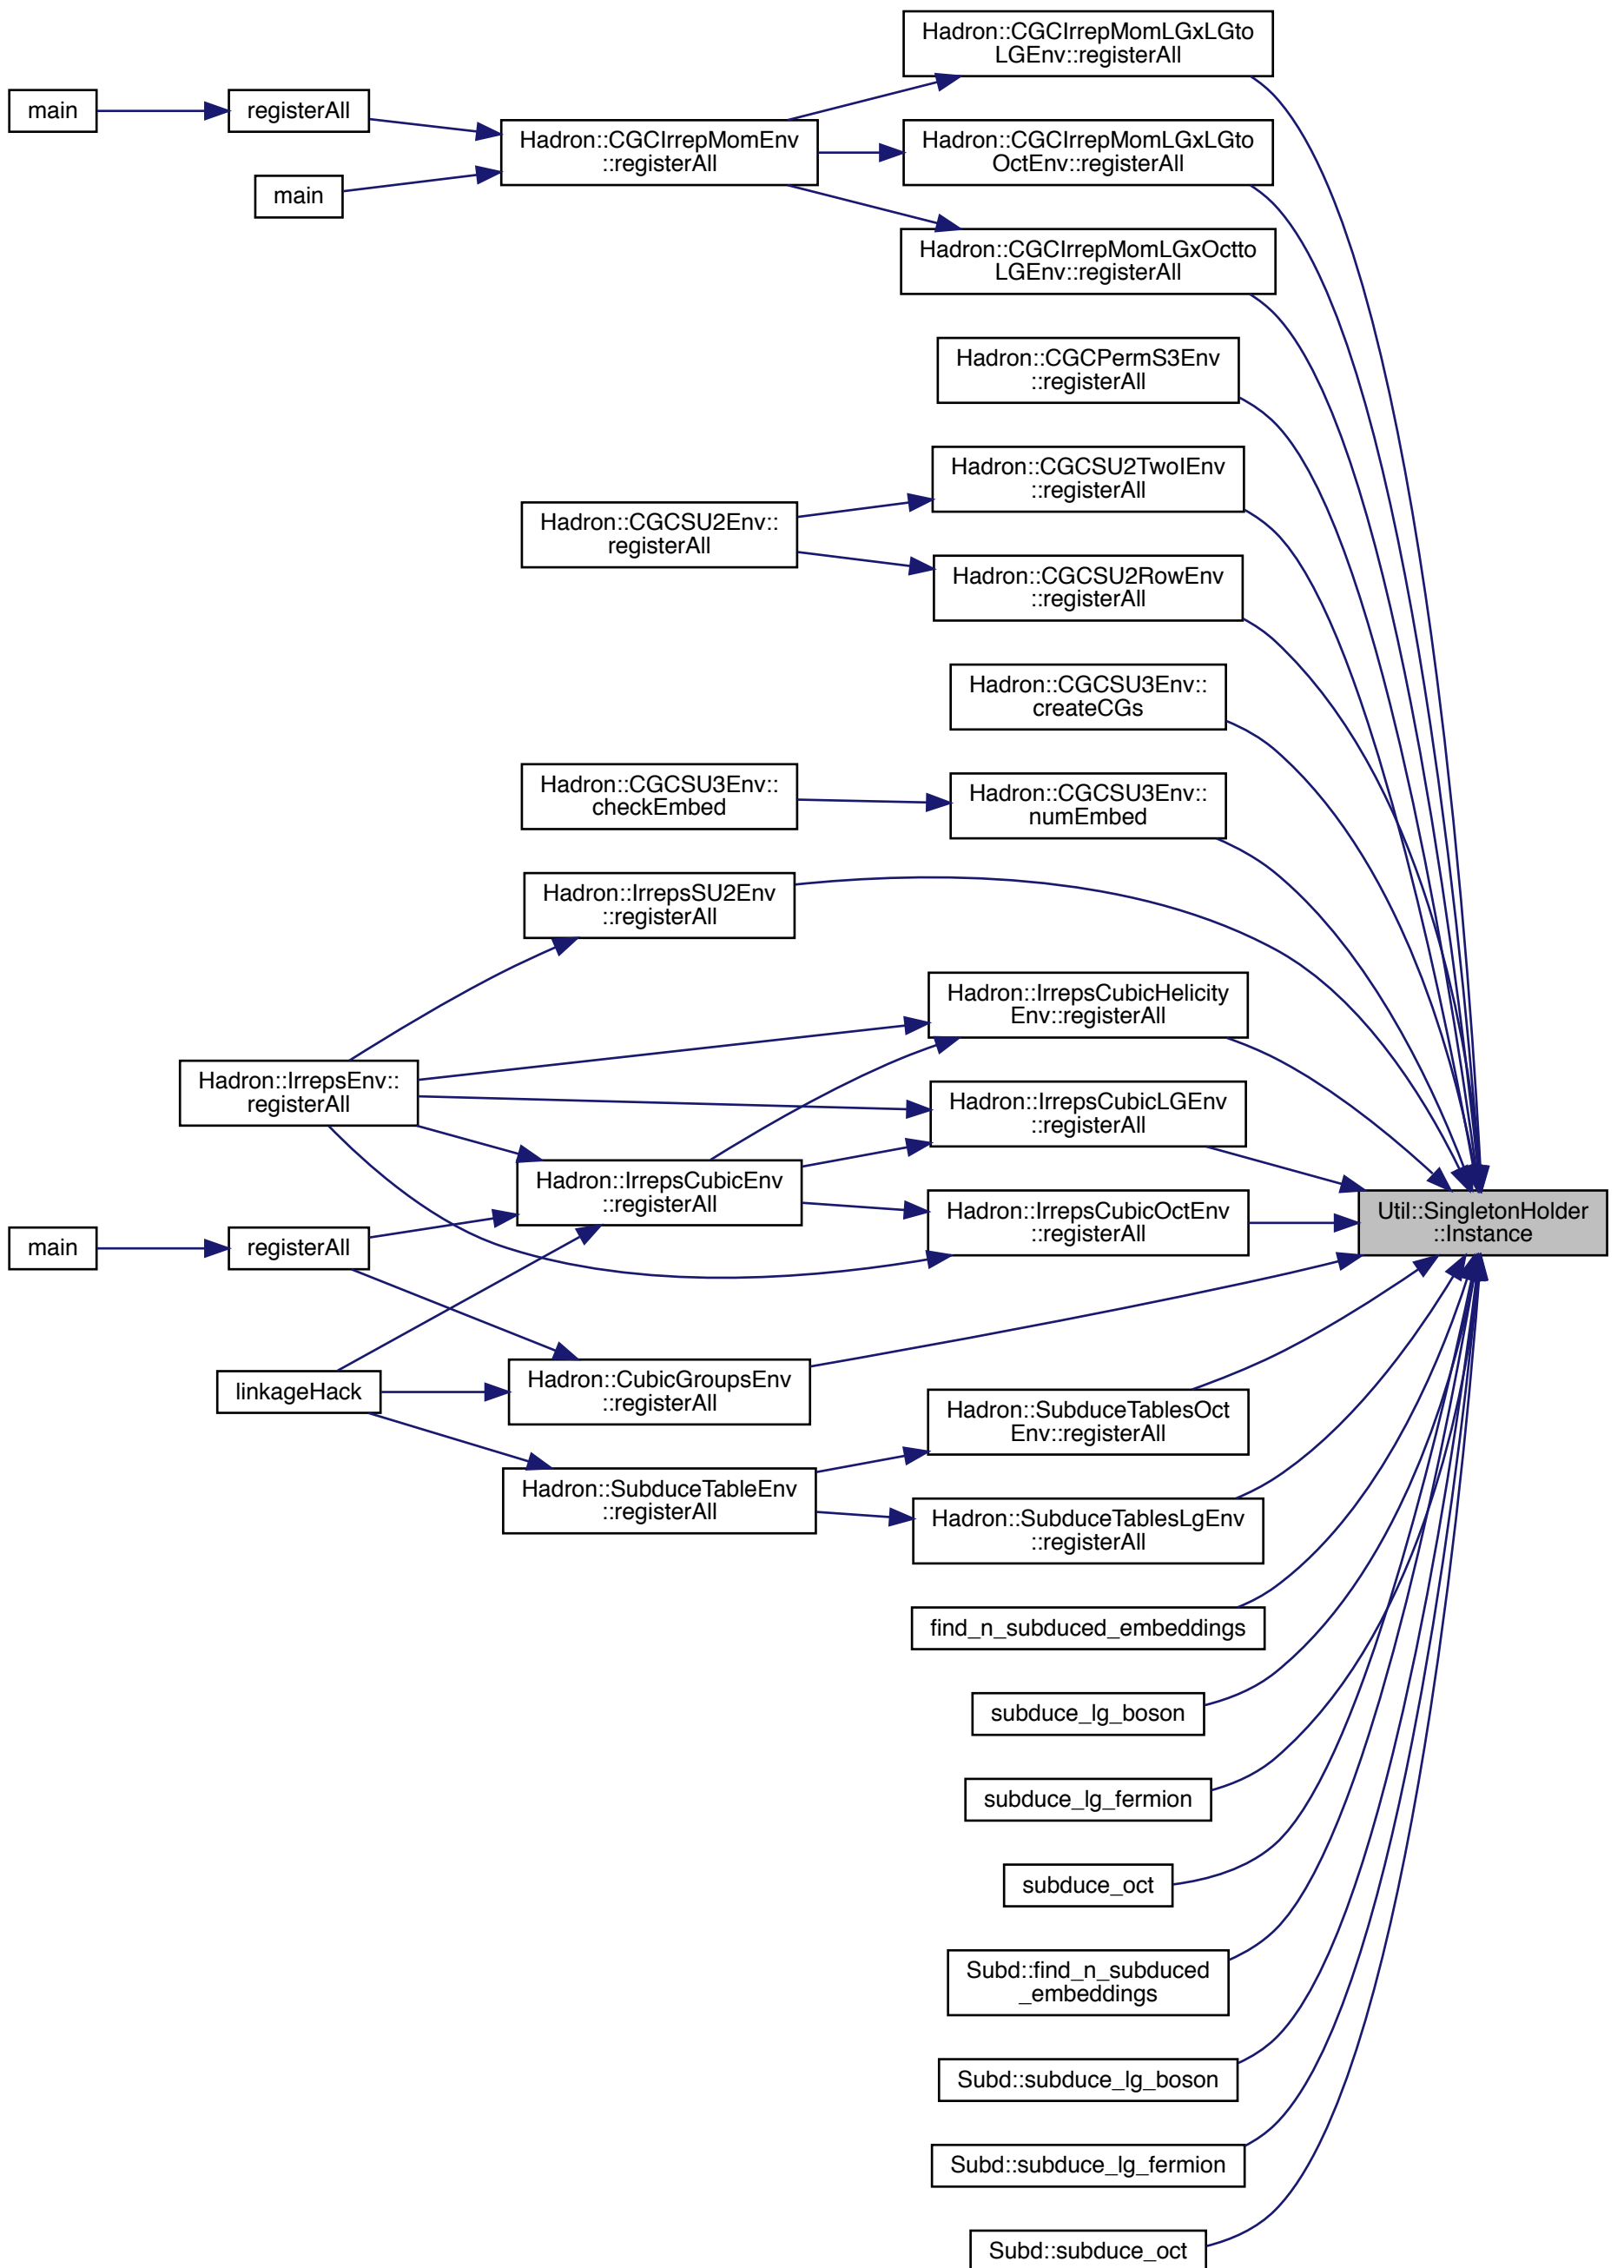 Hadron::CGCIrrepMomLGxLGto
LGEnv::registerAll
main
registerAll
Hadron::CGCIrrepMomEnv
::registerAll
Hadron::CGCIrrepMomLGxLGto
OctEnv::registerAll
main
Hadron::CGCIrrepMomLGxOctto
LGEnv::registerAll
Hadron::CGCPermS3Env
::registerAll
Hadron::CGCSU2TwoIEnv
::registerAll
Hadron::CGCSU2Env::
registerAll
Hadron::CGCSU2RowEnv
::registerAll
Hadron::CGCSU3Env::
createCGs
Hadron::CGCSU3Env::
checkEmbed
Hadron::CGCSU3Env::
numEmbed
Hadron::IrrepsSU2Env
::registerAll
Hadron::IrrepsCubicHelicity
Env::registerAll
Hadron::IrrepsEnv::
registerAll
Hadron::IrrepsCubicLGEnv
::registerAll
Hadron::IrrepsCubicEnv
::registerAll
Hadron::IrrepsCubicOctEnv
::registerAll
Util::SingletonHolder
::Instance
main
registerAll
linkageHack
Hadron::CubicGroupsEnv
::registerAll
Hadron::SubduceTablesOct
Env::registerAll
Hadron::SubduceTableEnv
::registerAll
Hadron::SubduceTablesLgEnv
::registerAll
find_n_subduced_embeddings
subduce_lg_boson
subduce_lg_fermion
subduce_oct
Subd::find_n_subduced
_embeddings
Subd::subduce_lg_boson
Subd::subduce_lg_fermion
Subd::subduce_oct